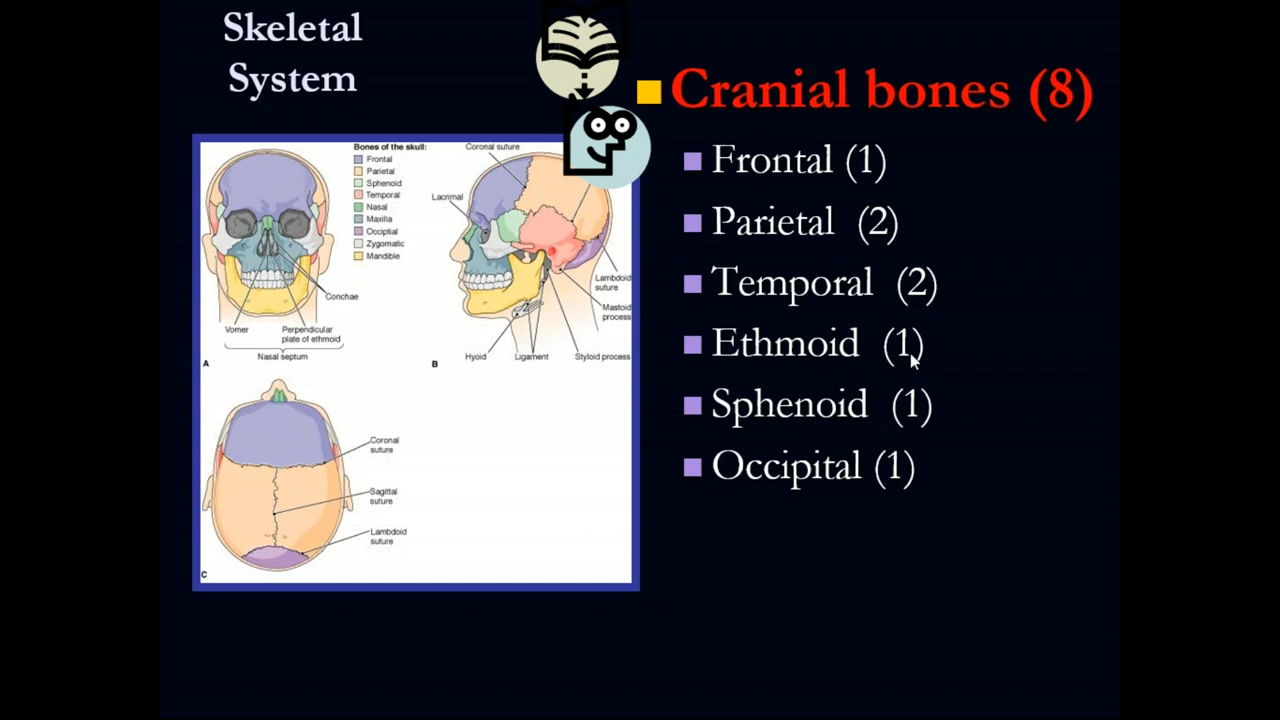 Skeletal
System
Cranial bones (8)
Frontal (1)
Parietal (2)
Temporal (2)
Ethmoid (1)
Sphenoid (1)
Occipital (1)
Bones of the skull:
Frontal
Parietal
Sphenoid
Temporal
Nasal
Maxilla
Occiptial
Zygomatic
Mandible
Conchae
Vomer
Perpendicular
plate of ethmoid
Nasal septum
A
Coronal suture
Lacrimal
Lambdoid
suture
Mastoid
process
Hyoid
Ligament
Styloid process
B
Coronal
suture
Sagittal
suture
Lambdoid
suture
C